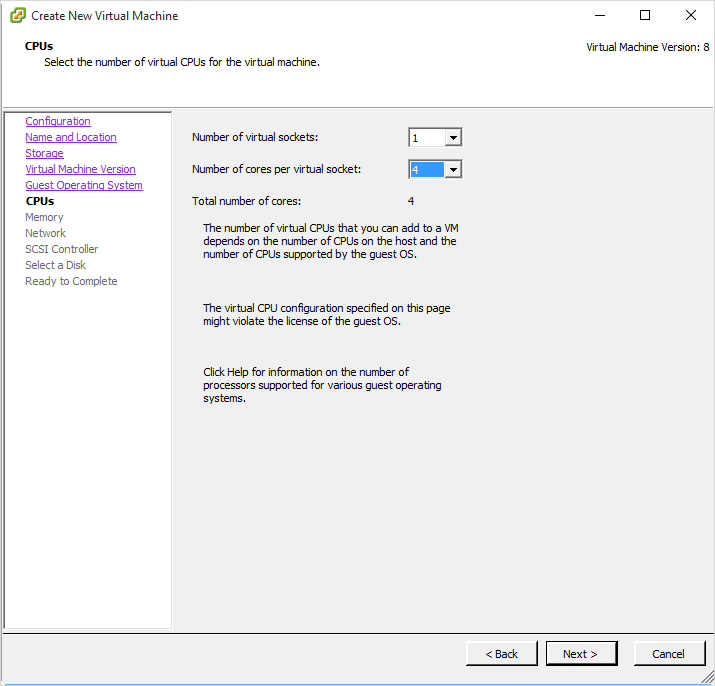 Create New Virtual Machine
CPUs
Select the number of virtual CPUs for the virtual machine.
Virtual Machine Version: 8
Configuration
Name and Location
Storage
Virtual Machine Version
Guest Operating System
CPUs
Memory
Network
SCSI Controller
Select a Disk
Ready to Complete
Number of virtual sockets: 1
Number of cores per virtual socket: 4
Total number of cores: 4
The number of virtual CPUs that you can add to a VM
depends on the number of CPUs on the host and the
number of CPUs supported by the guest OS.
The virtual CPU configuration specified on this page
might violate the license of the guest OS.
Click Help for information on the number of
processors supported for various guest operating
systems.
< Back Next > Cancel